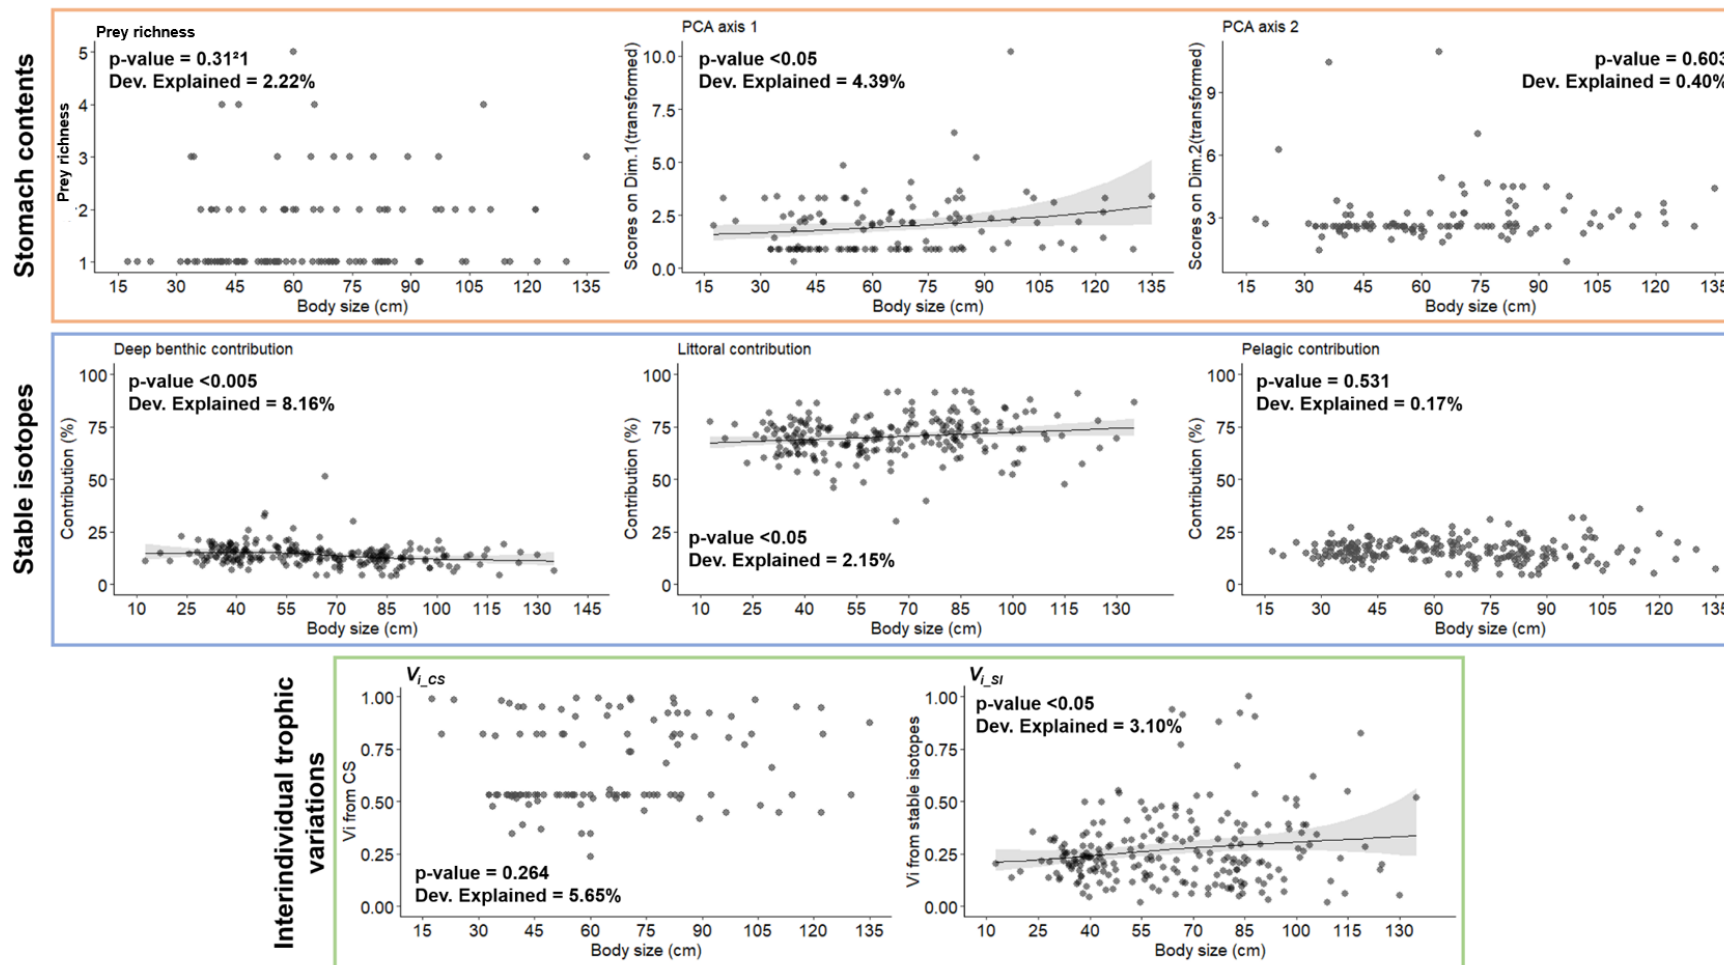 Stomach contents
Prey richness
p-value = 0.31²1
Dev. Explained = 2.22%
Prey richness
5
4
3
2
1
15 30 45 60 75 90 105 120 135
Body size (cm)
PCA axis 1
p-value <0.05
Dev. Explained = 4.39%
Scores on Dim.1(transformed)
10.0
7.5
5.0
2.5
0.0
15 30 45 60 75 90 105 120 135
Body size (cm)
PCA axis 2
p-value = 0.603
Dev. Explained = 0.40%
Scores on Dim.2(transformed)
9
6
3
15 30 45 60 75 90 105 120 135
Body size (cm)
Stable isotopes
Deep benthic contribution
p-value <0.005
Dev. Explained = 8.16%
Contribution (%)
100
75
50
25
0
10 25 40 55 70 85 100 115 130 145
Body size (cm)
Littoral contribution
p-value <0.05
Dev. Explained = 2.15%
Contribution (%)
100
75
50
25
0
10 25 40 55 70 85 100 115 130
Body size (cm)
Pelagic contribution
p-value = 0.531
Dev. Explained = 0.17%
Contribution (%)
100
75
50
25
0
15 30 45 60 75 90 105 120 135
Body size (cm)
Interindividual trophic
variations
Vi_CS
p-value = 0.264
Dev. Explained = 5.65%
Vi from CS
1.00
0.75
0.50
0.25
0.00
15 30 45 60 75 90 105 120 135
Body size (cm)
Vi_SI
p-value <0.05
Dev. Explained = 3.10%
Vi from stable isotopes
1.00
0.75
0.50
0.25
0.00
10 25 40 55 70 85 100 115 130
Body size (cm)